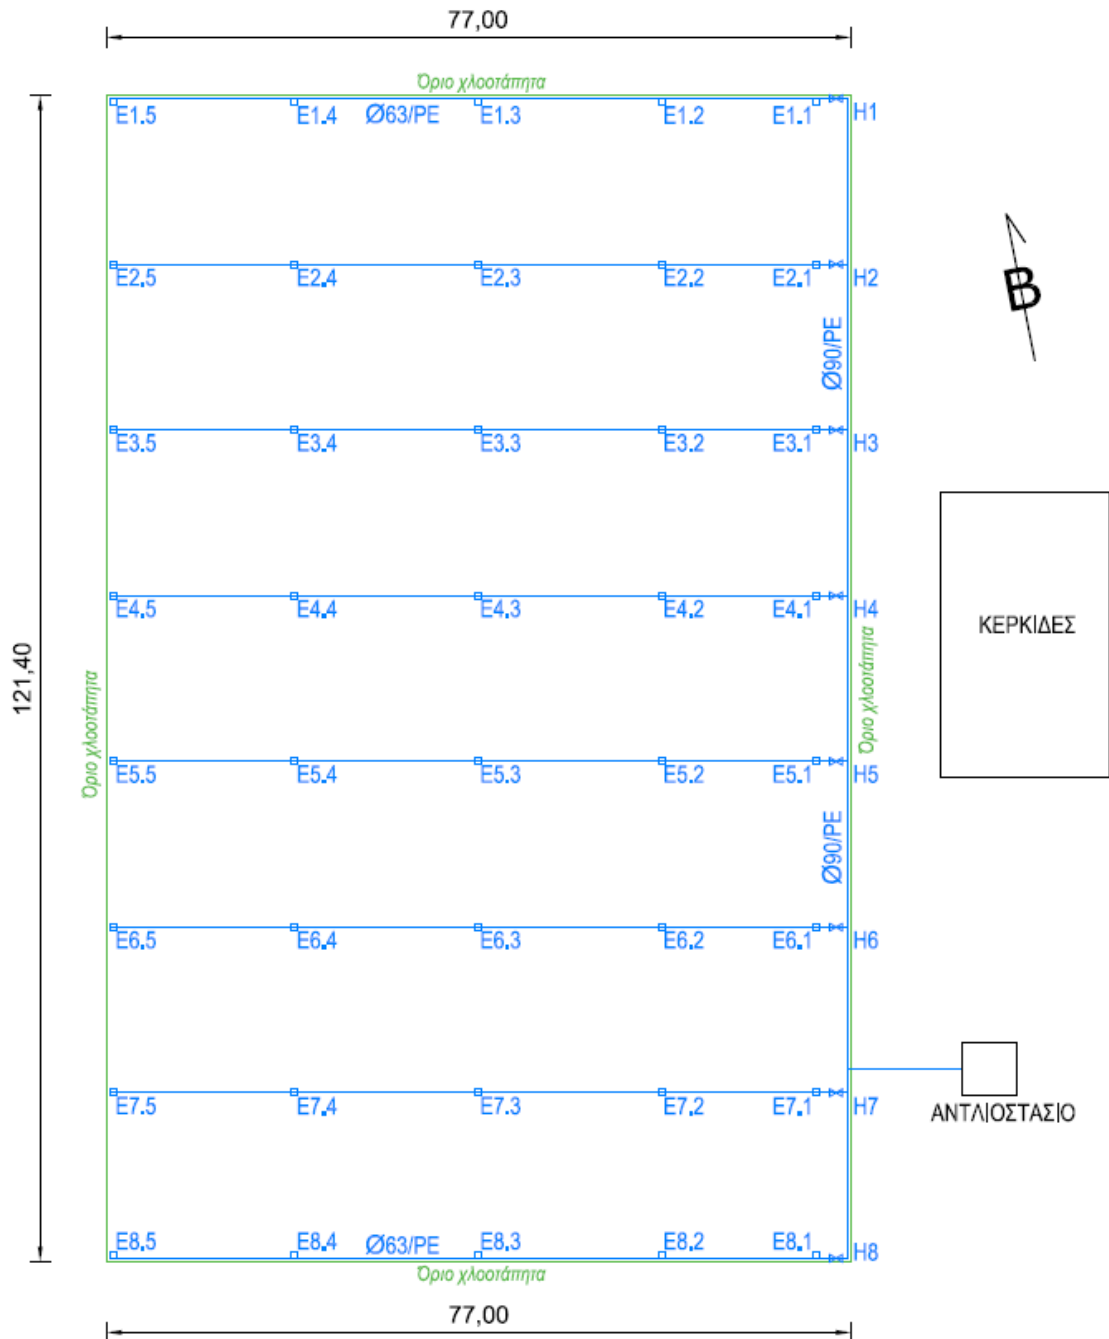 77,00
Όριο χλοοτάπητα
E1.5 E1.4 Ø63/PE E1.3 E1.2 E1.1 H1
E2.5 E2.4 E2.3 E2.2 E2.1 H2
B
Ø90/PE
E3.5 E3.4 E3.3 E3.2 E3.1 H3
E4.5 E4.4 E4.3 E4.2 E4.1 H4
ΚΕΡΚΙΔΕΣ
121,40
Όριο χλοοτάπητα
Όριο χλοοτάπητα
E5.5 E5.4 E5.3 E5.2 E5.1 H5
Ø90/PE
E6.5 E6.4 E6.3 E6.2 E6.1 H6
E7.5 E7.4 E7.3 E7.2 E7.1 H7
ΑΝΤΛΙΟΣΤΑΣΙΟ
E8.5 E8.4 Ø63/PE E8.3 E8.2 E8.1 H8
Όριο χλοοτάπητα
77,00